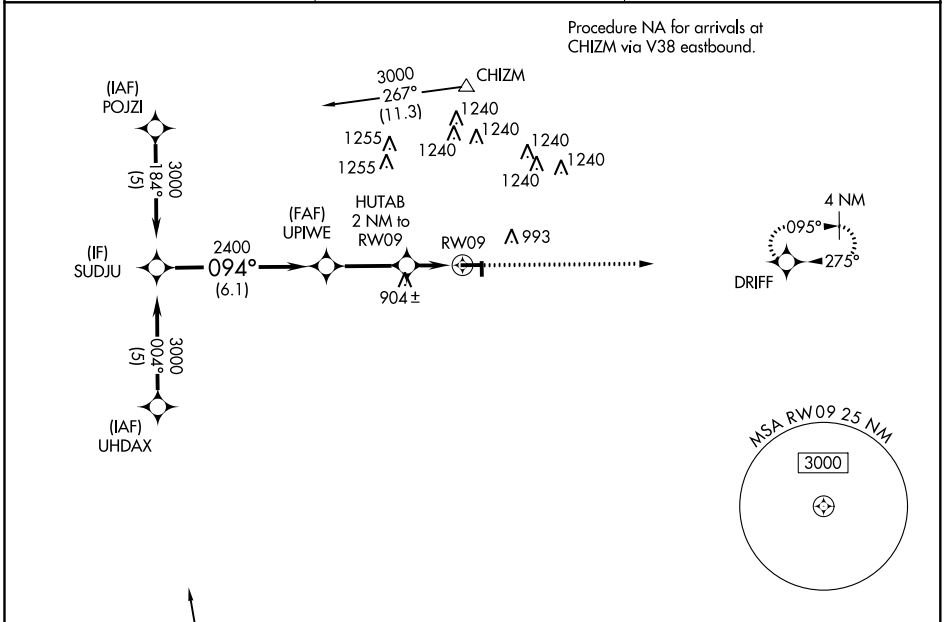 Procedure NA for arrivals at
CHIZM via V38 eastbound.
3000
267°
(11.3)
CHIZM
(IAF)
POJZI
3000
184°
(5)
1240
1255
1255
1240
1240
1240
1240
1240
(FAF)
UPIWE
HUTAB
2 NM to
RW09
RW09
993
4 NM
095°
275°
DRIFF
(IF)
SUDJU
2400
094°
(6.1)
904±
3000
004°
(5)
(IAF)
UHDAX
MSA RW09 25 NM
3000